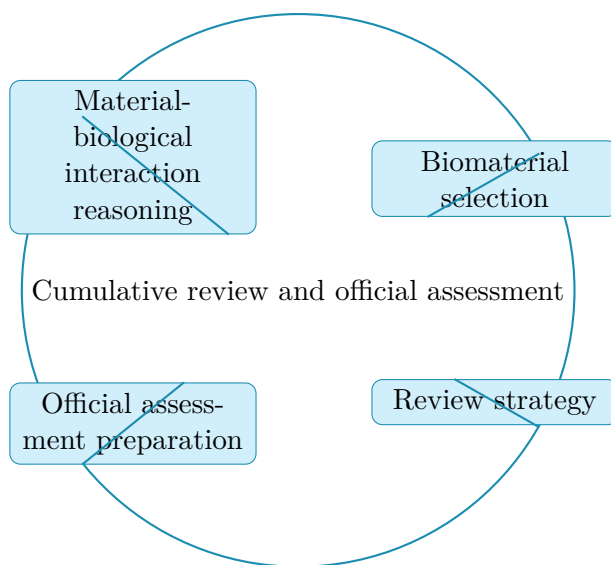 Material-
biological
interaction
reasoning
Biomaterial
selection
Cumulative review and official assessment
Official assess-
ment preparation
Review strategy